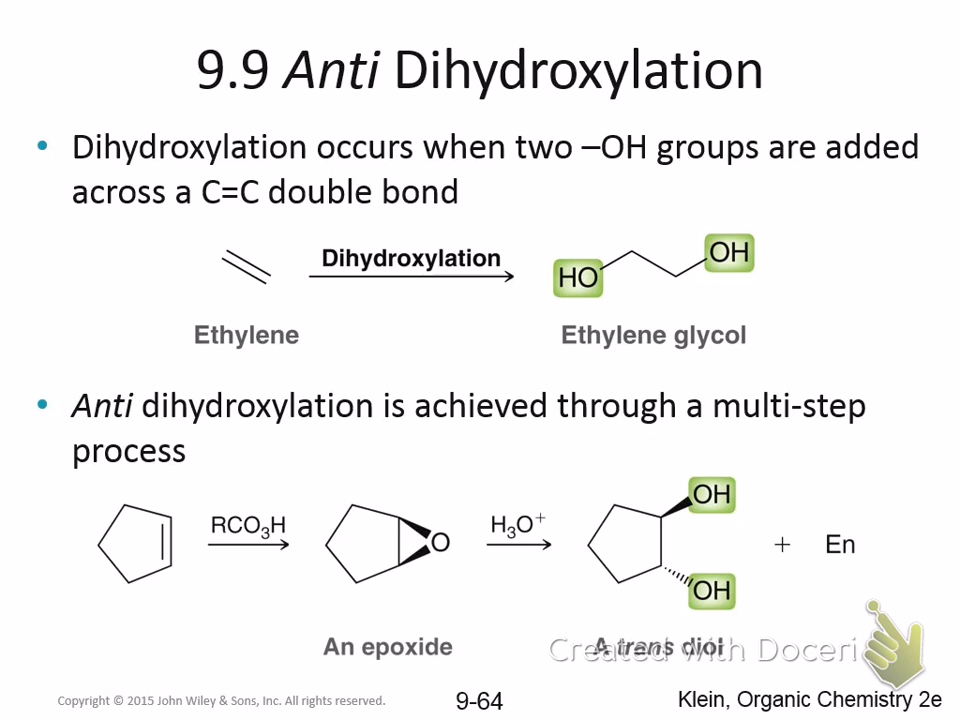 9.9 Anti Dihydroxylation
• Dihydroxylation occurs when two –OH groups are added
across a C=C double bond
Dihydroxylation
HO
OH
Ethylene
Ethylene glycol
• Anti dihydroxylation is achieved through a multi-step
process
RCO₃H
O
H₃O⁺
OH
OH
+ En
An epoxide
A trans diol
Created with Doceri
Copyright © 2015 John Wiley & Sons, Inc. All rights reserved.
9-64
Klein, Organic Chemistry 2e